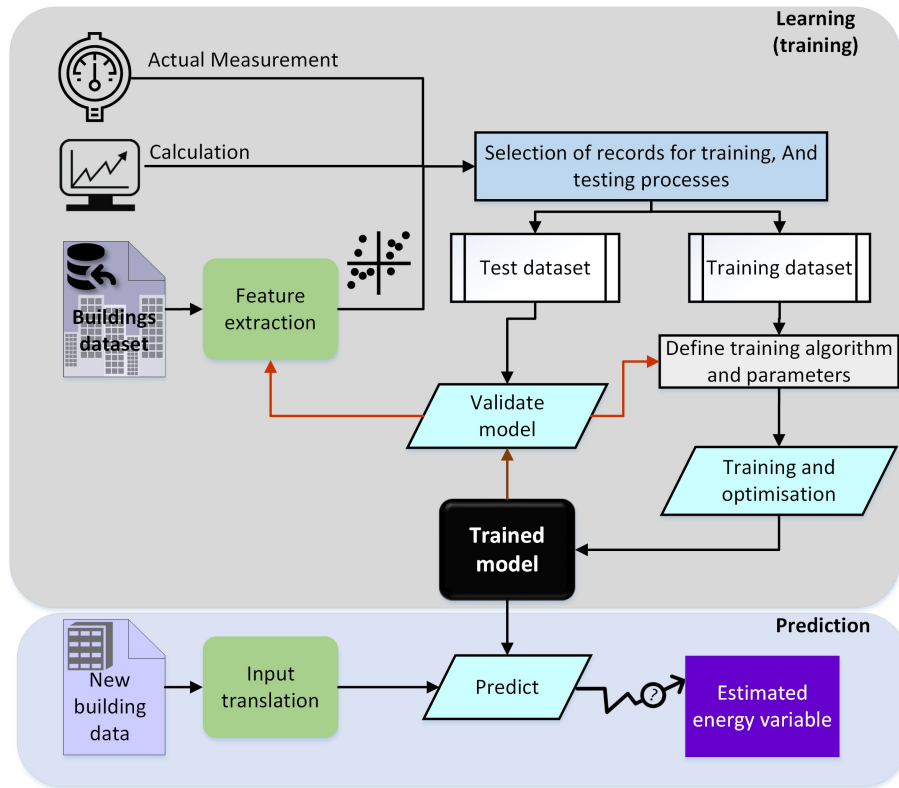 Learning
(training)
Actual Measurement
Calculation
Selection of records for training, And
testing processes
Test dataset
Training dataset
Buildings
dataset
Feature
extraction
Define training algorithm
and parameters
Validate
model
Training and
optimisation
Trained
model
Prediction
New
building
data
Input
translation
Predict
?
Estimated
energy variable